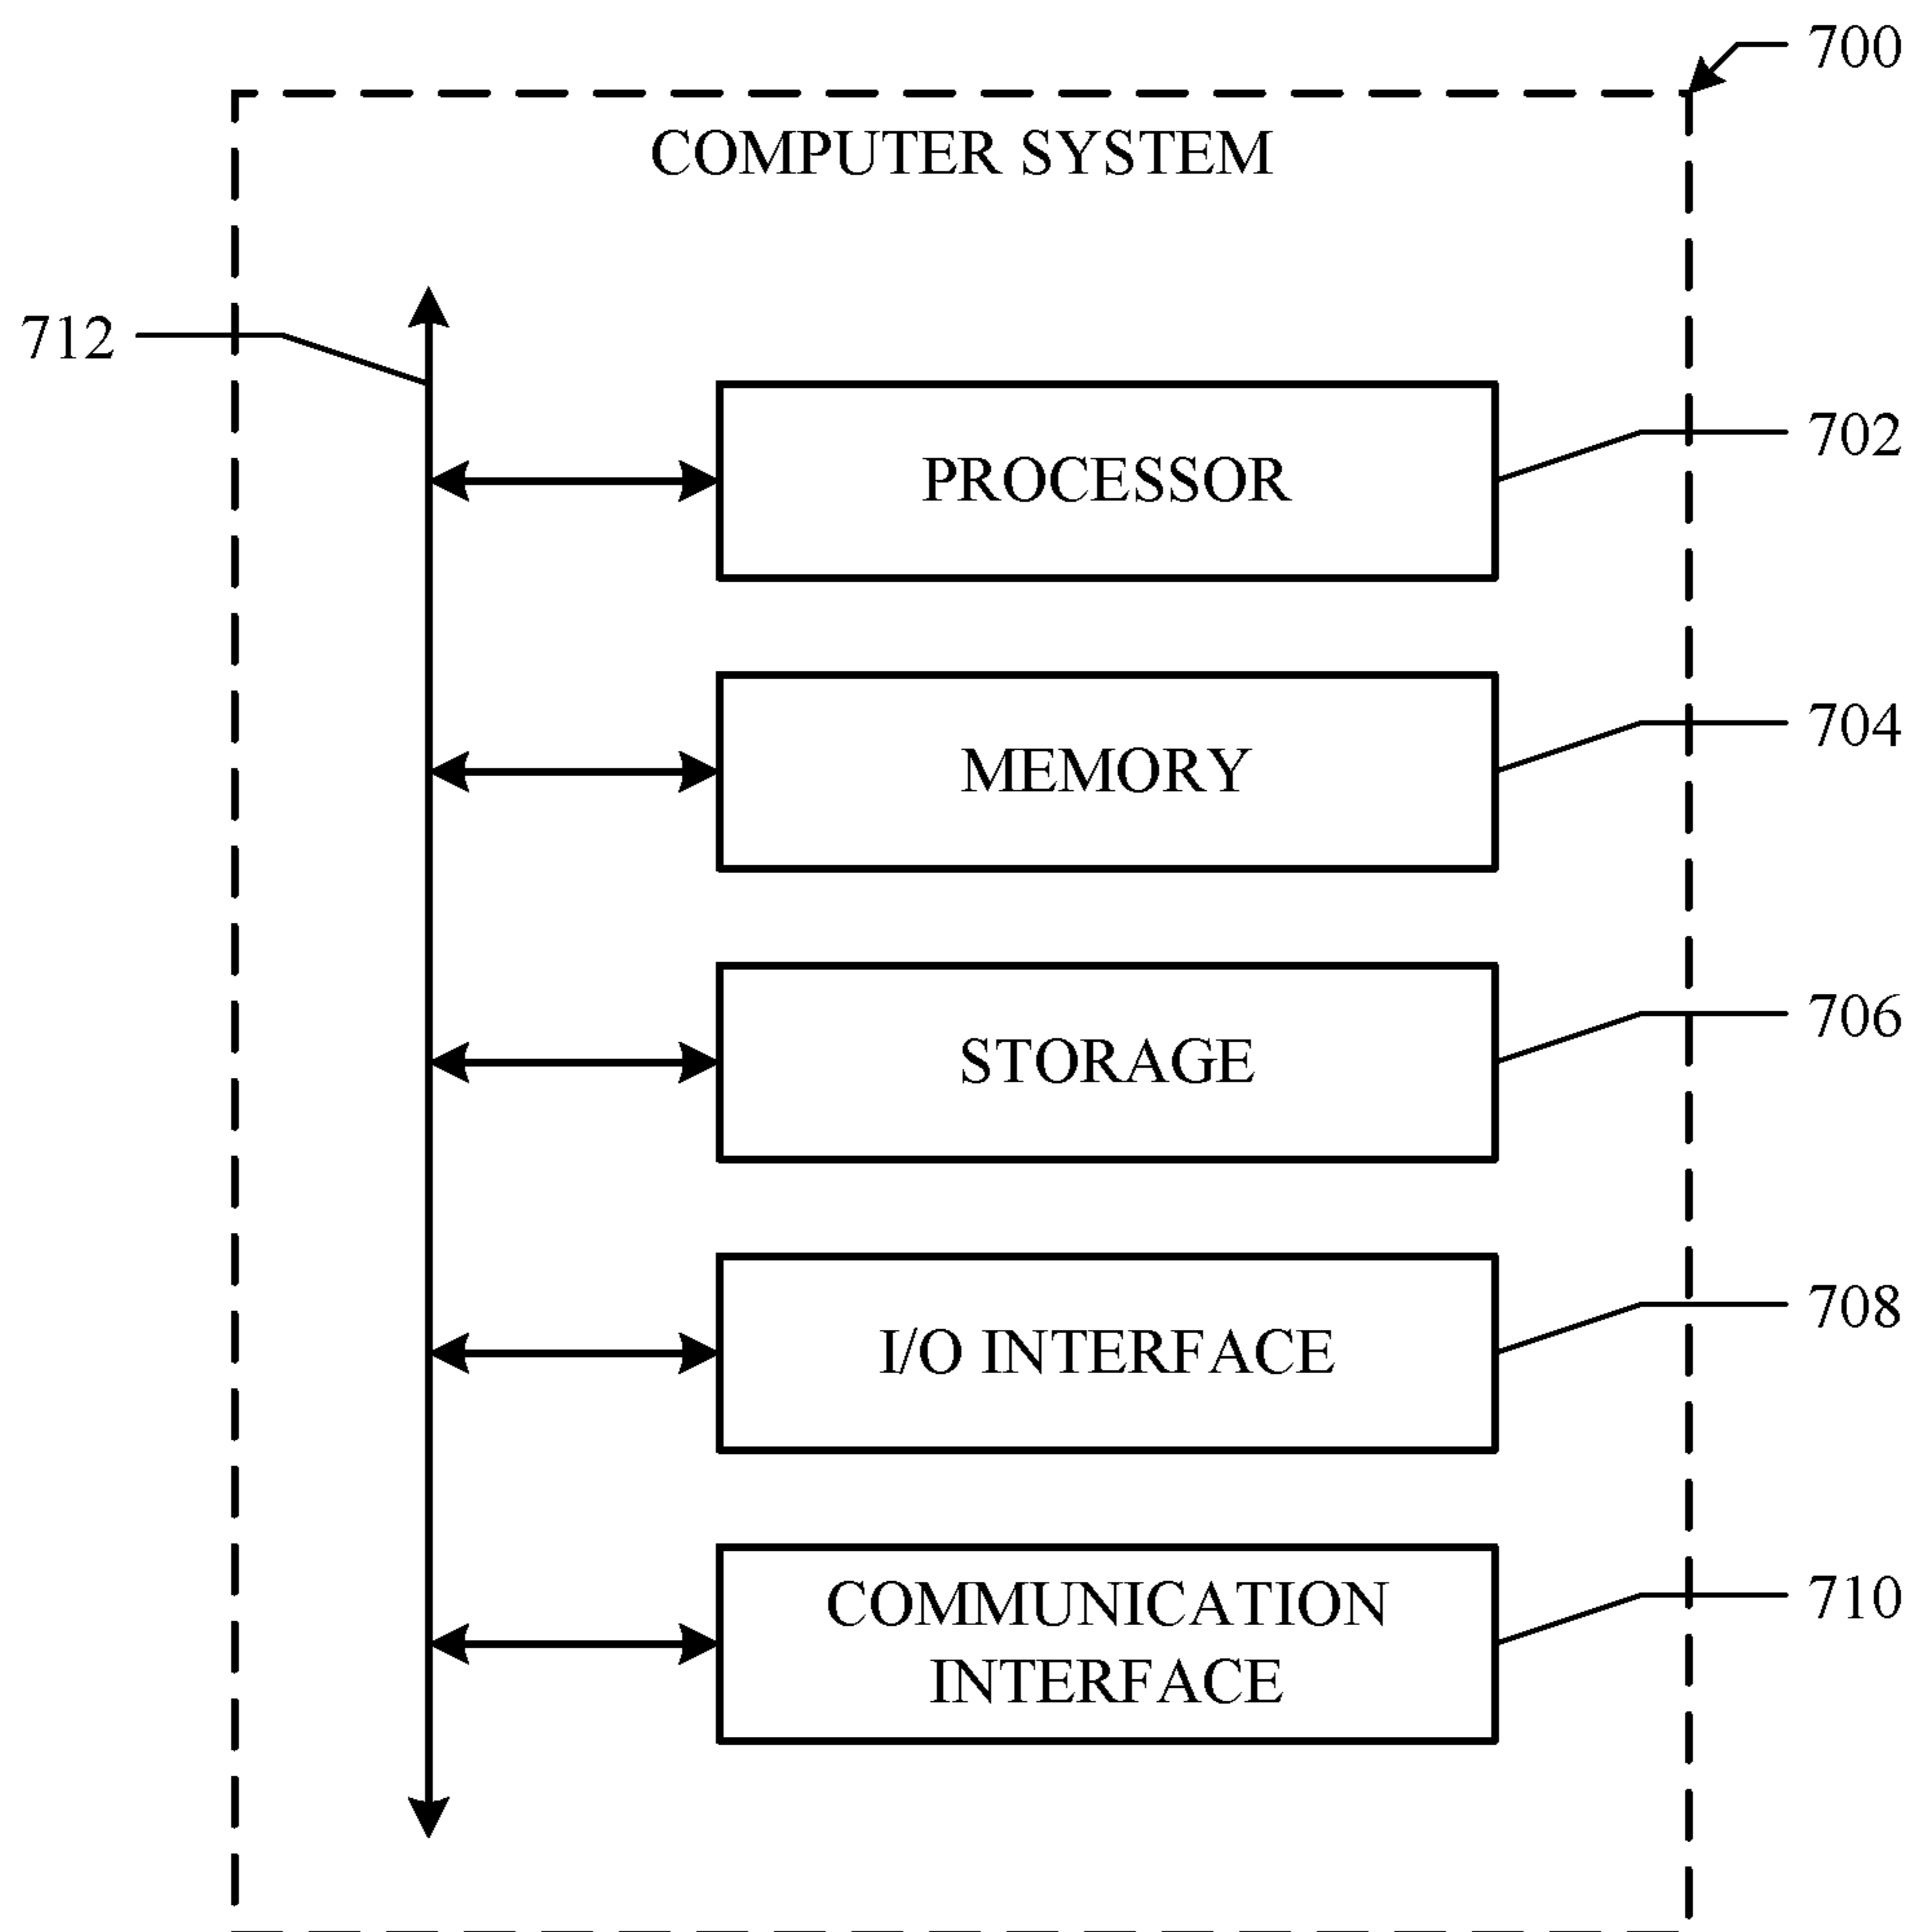 700
COMPUTER SYSTEM
712
PROCESSOR
702
MEMORY
704
STORAGE
706
I/O INTERFACE
708
COMMUNICATION
INTERFACE
710